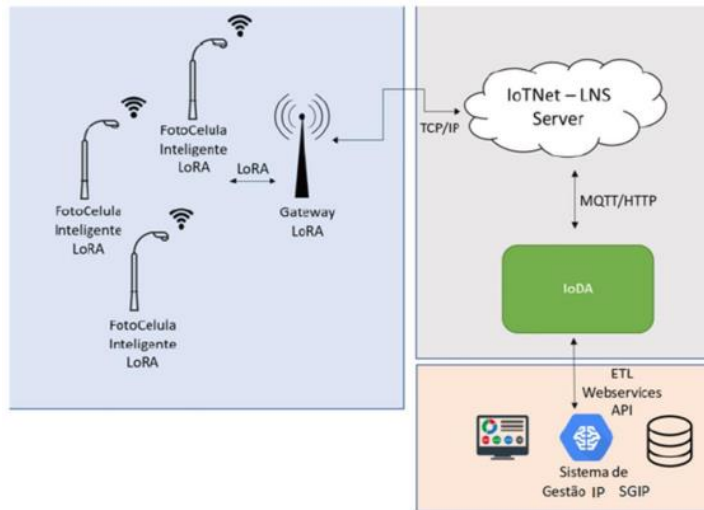 FotoCelula
Inteligente
LoRA
FotoCelula
Inteligente
LoRA
FotoCelula
Inteligente
LoRA
LoRA
Gateway
LoRA
TCP/IP
IoTNet – LNS
Server
MQTT/HTTP
IoDA
ETL
Webservices
API
Sistema de
Gestão IP SGIP